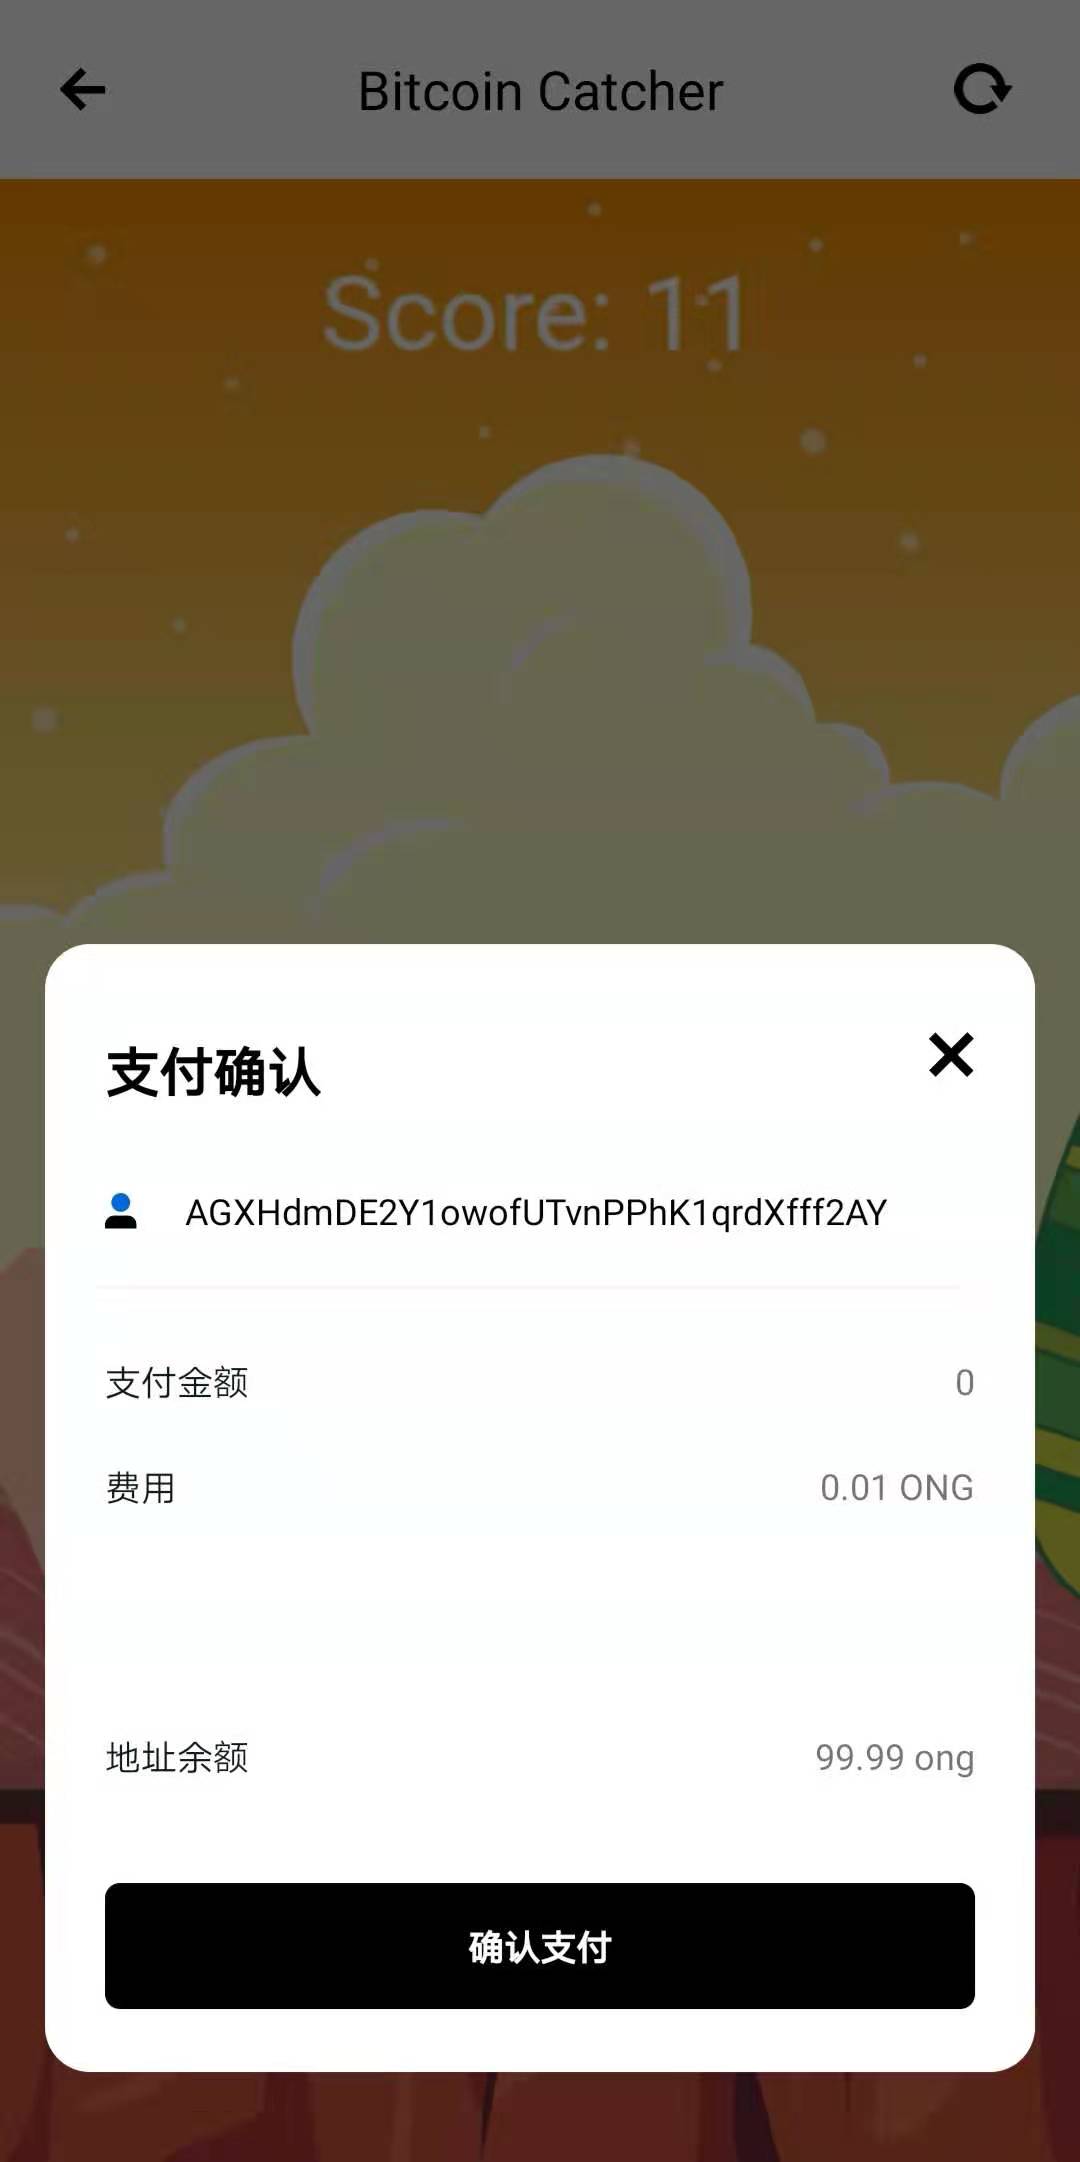 Bitcoin Catcher
Score: 11
支付确认
AGXHdmDE2Y1owofUTvnPPhK1qrdXfff2AY
支付金额 0
费用 0.01 ONG
地址余额 99.99 ong
确认支付